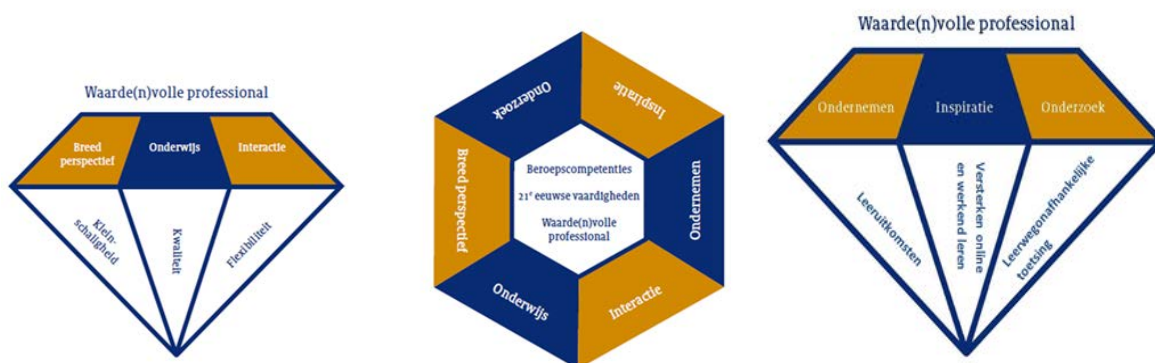 Waarde(n)volle professional
Breed
perspectief
Onderwijs
Interactie
Klein-
schaligheid
Kwaliteit
Flexibiliteit
Onderzoek
Inspiratie
Breed perspectief
Ondernemen
Onderwijs
Interactie
Beroepscompetenties
21e eeuwse vaardigheden
Waarde(n)volle
professional
Waarde(n)volle professional
Ondernemen
Inspiratie
Onderzoek
Leeruitkomsten
Versterken online
en werkend leren
Leerwegonafhankelijke
toetsing